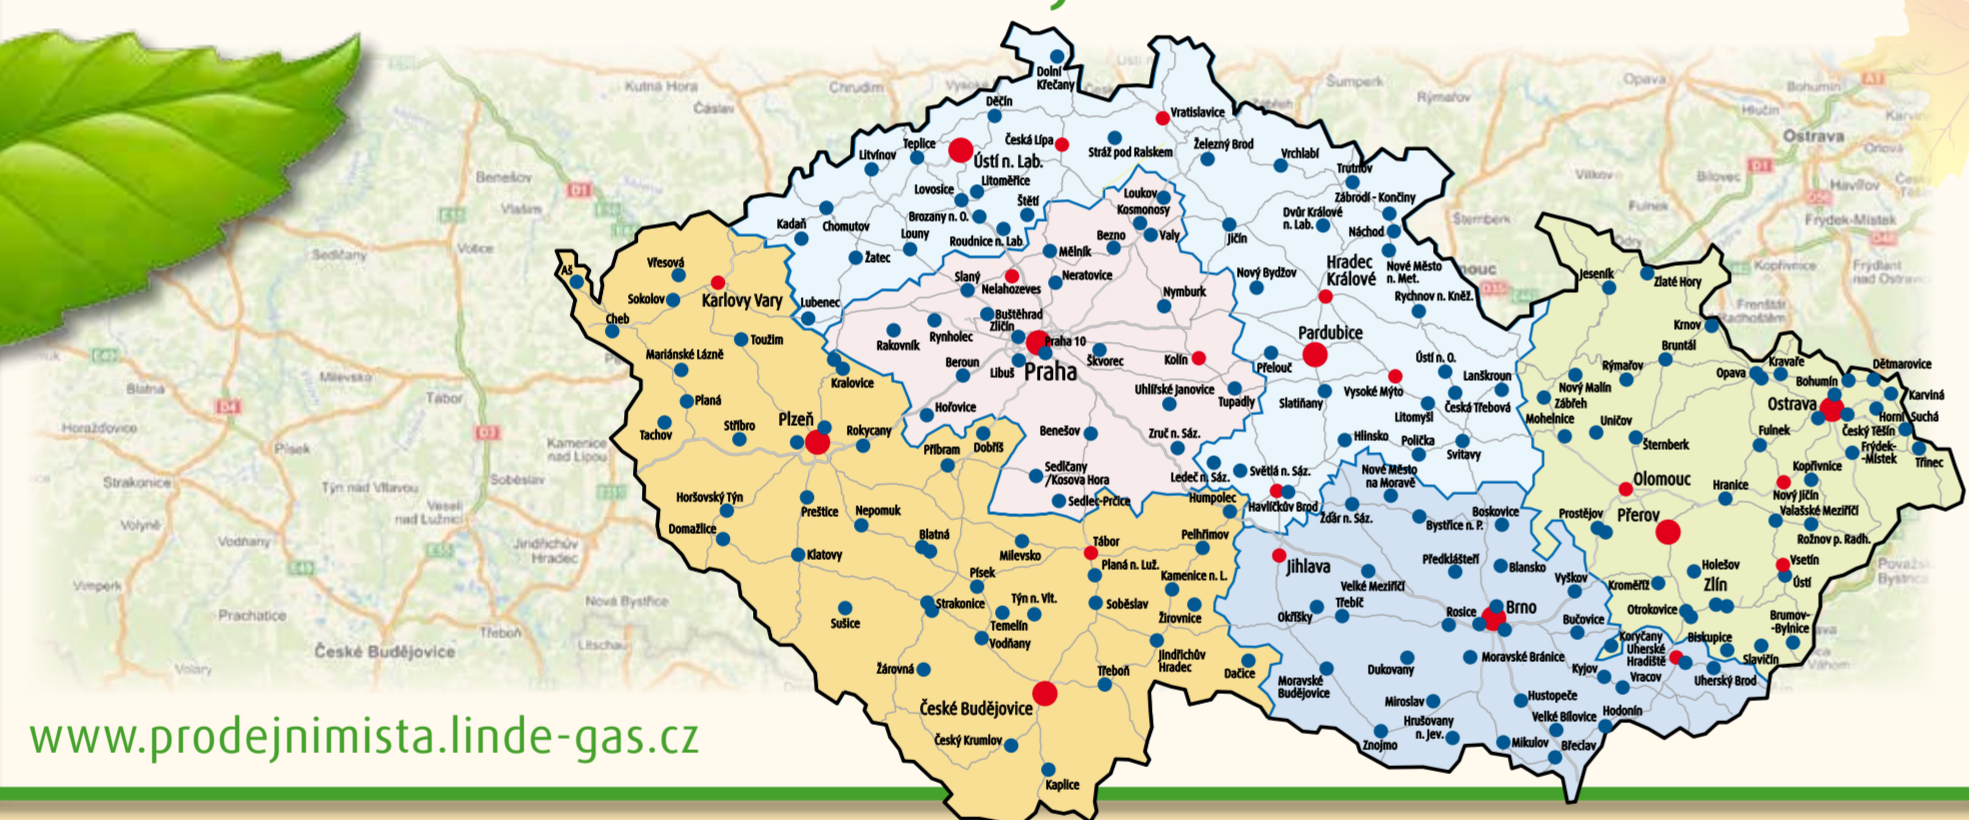 Dolní
Křečany
Děčín
Vratislavice
Česká Lípa
Teplice
Stráž pod Ralskem
Železný Brod
Litvínov
Ústí n. Lab.
Vrchlabí
Trutnov
Litoměřice
Lovosice
Loukov
Zábrodí - Končiny
Štětí
Kosmonosy
Dvůr Králové
n. Lab.
Brozany n. O.
Kadaň
Chomutov
Louny
Roudnice n. Lab.
Bezno
Valy
Jičín
Náchod
Žatec
Mělník
Hradec
Králové
Nové Město
n. Met.
Vřesová
Aš
Slaný
Neratovice
Nový Bydžov
Jeseník
Zlaté Hory
Nelahozeves
Nymburk
Rychnov n. Kněž.
Sokolov
Karlovy Vary
Lubenec
Cheb
Buštěhrad
Zličín
Krnov
Rakovník
Rynholec
Pardubice
Toužim
Praha 10
Bruntál
Mariánské Lázně
Beroun
Libuš
Praha
Škvorec
Kolín
Přelouč
Ústí n. O.
Rýmařov
Kravaře
Dětmarovice
Opava
Bohumín
Kralovice
Uhlířské Janovice
Tupadly
Slatiňany
Vysoké Mýto
Lanškroun
Nový Malín
Zábřeh
Karviná
Planá
Hořovice
Litomyšl
Česká Třebová
Mohelnice
Ostrava
Horní Suchá
Plzeň
Stříbro
Tachov
Rokycany
Benešov
Zruč n. Sáz.
Hlinsko
Polička
Svitavy
Uničov
Šternberk
Fulnek
Český Těšín
Frýdek-
-Místek
Třinec
Příbram
Dobříš
Sedlčany
/Kosova Hora
Ledeč n. Sáz.
Světlá n. Sáz.
Nové Město
na Moravě
Olomouc
Hranice
Kopřivnice
Nový Jičín
Horšovský Týn
Přeštice
Nepomuk
Sedlec-Prčice
Humpolec
Havlíčkův Brod
Žďár n. Sáz.
Bystřice n. P.
Boskovice
Prostějov
Přerov
Valašské Meziříčí
Rožnov p. Radh.
Domažlice
Klatovy
Blatná
Milevsko
Tábor
Pelhřimov
Jihlava
Předklášteří
Blansko
Holešov
Vsetín
Ústí
Písek
Planá n. Luž.
Kamenice n. L.
Velké Meziříčí
Vyškov
Kroměříž
Zlín
Strakonice
Týn n. Vlt.
Temelín
Soběslav
Žirovnice
Okříšky
Třebíč
Rosice
Brno
Bučovice
Otrokovice
Brumov-
-Bylnice
Sušice
Vodňany
Jindřichův
Hradec
Koryčany
Uherské
Hradiště
Biskupice
Slavičín
Žárovná
Třeboň
Dačice
Moravské
Budějovice
Dukovany
Moravské Bránice
Kyjov
Vracov
Uherský Brod
České Budějovice
Miroslav
Hustopeče
Hodonín
Hrušovany
n. Jev.
Velké Bílovice
Český Krumlov
Znojmo
Mikulov
Břeclav
Kaplice
www.prodejnimista.linde-gas.cz